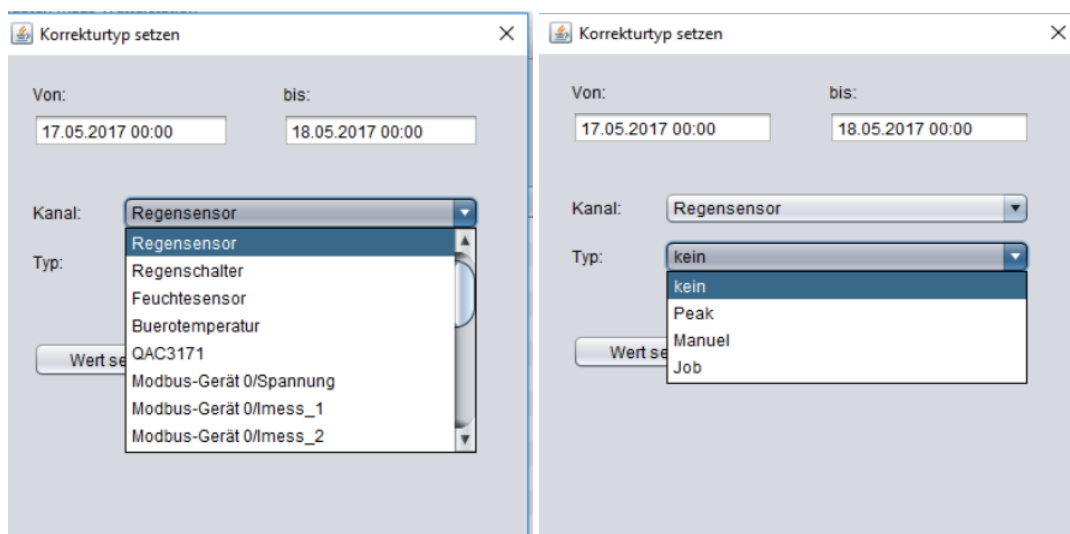 Korrekturtyp setzen
Von: bis:
17.05.2017 00:00 18.05.2017 00:00
Kanal: Regensensor
Regensensor
Typ:
Regenschalter
Feuchtesensor
Buerotemperatur
Wert se
QAC3171
Modbus-Gerät 0/Spannung
Modbus-Gerät 0/Imess_1
Modbus-Gerät 0/Imess_2
Korrekturtyp setzen
Von: bis:
17.05.2017 00:00 18.05.2017 00:00
Kanal: Regensensor
Typ: kein
kein
Peak
Manuel
Wert se
Job